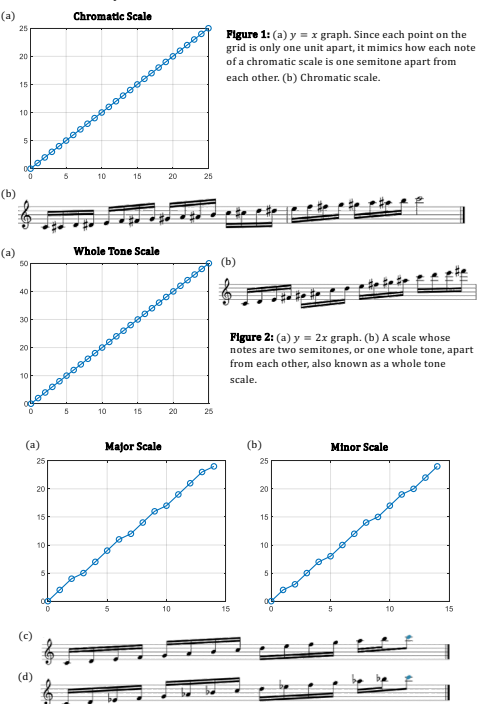 (a)
Chromatic Scale
25
20
15
10
5
0
0 5 10 15 20 25
Figure 1: (a) y = x graph. Since each point on the
grid is only one unit apart, it mimics how each note
of a chromatic scale is one semitone apart from
each other. (b) Chromatic scale.
(b)
(a)
Whole Tone Scale
50
40
30
20
10
0
0 5 10 15 20 25
(b)
Figure 2: (a) y = 2x graph. (b) A scale whose
notes are two semitones, or one whole tone, apart
from each other, also known as a whole tone
scale.
(a)
Major Scale
25
20
15
10
5
0
0 5 10 15
(b)
Minor Scale
25
20
15
10
5
0
0 5 10 15
(c)
(d)